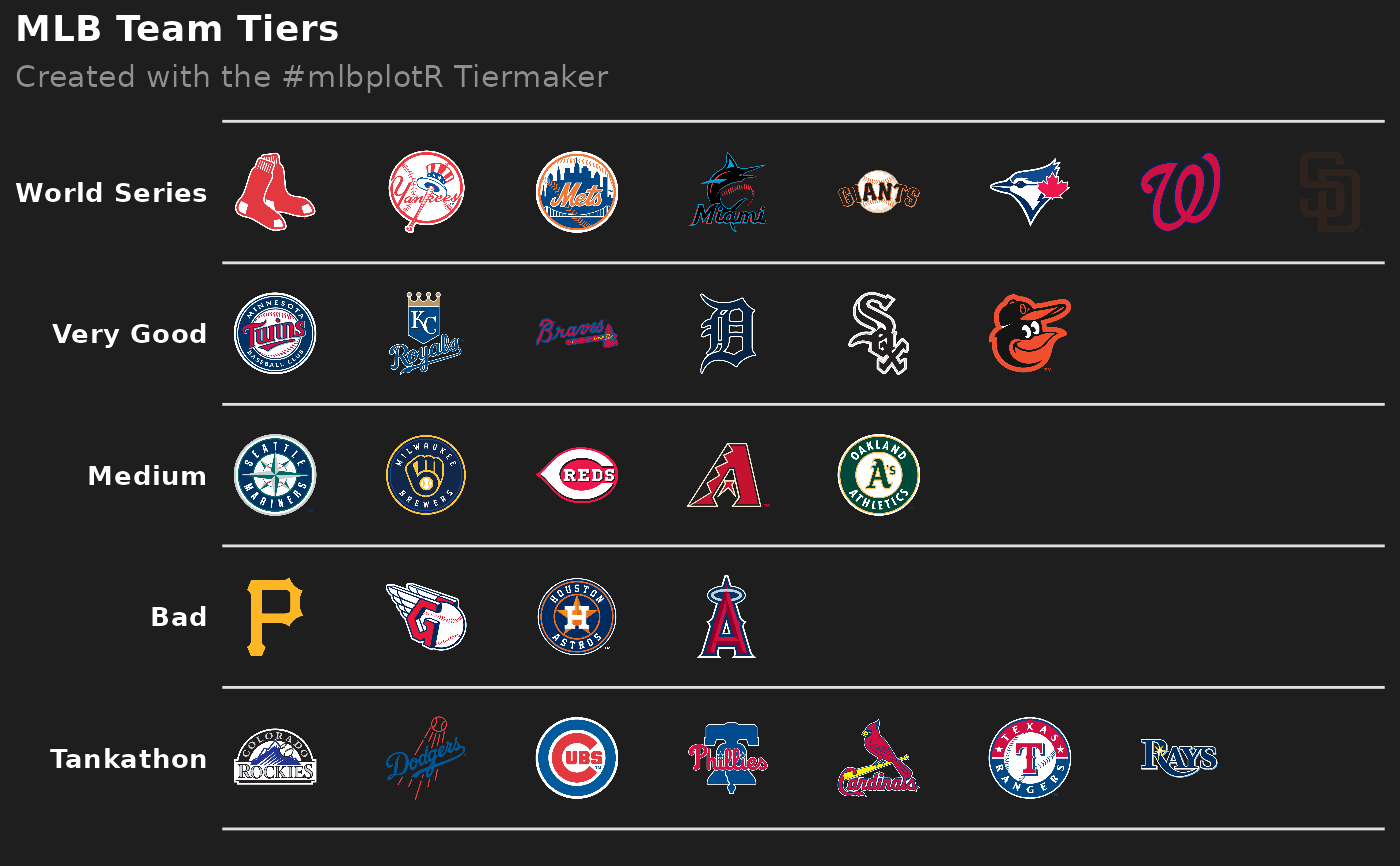 MLB Team Tiers
Created with the #mlbplotR Tiermaker
World Series
Yankees
Mets
Miami
GIANTS
W
SD
Very Good
MINNESOTA Twins BASEBALL CLUB
KC Royals
Braves
D
Sox
Medium
SEATTLE MARINERS
MILWAUKEE BREWERS
REDS
A
OAKLAND A's ATHLETICS
Bad
P
C
HOUSTON H ASTROS
A
Tankathon
COLORADO ROCKIES
Dodgers
CUBS
Phillies
Cardinals
TEXAS T RANGERS
RAYS